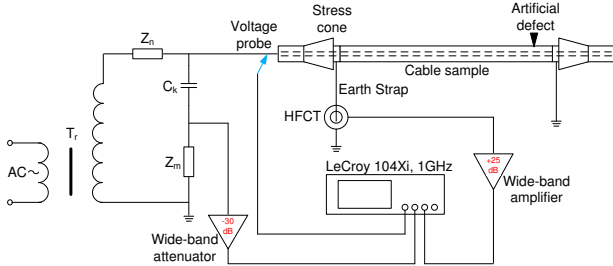 Stress
cone
Artificial
defect
Voltage
probe
Zn
Ck
Cable sample
Earth Strap
HFCT
Tr
AC~
Zm
LeCroy 104Xi, 1GHz
+25
dB
Wide-band
amplifier
-30
dB
Wide-band
attenuator